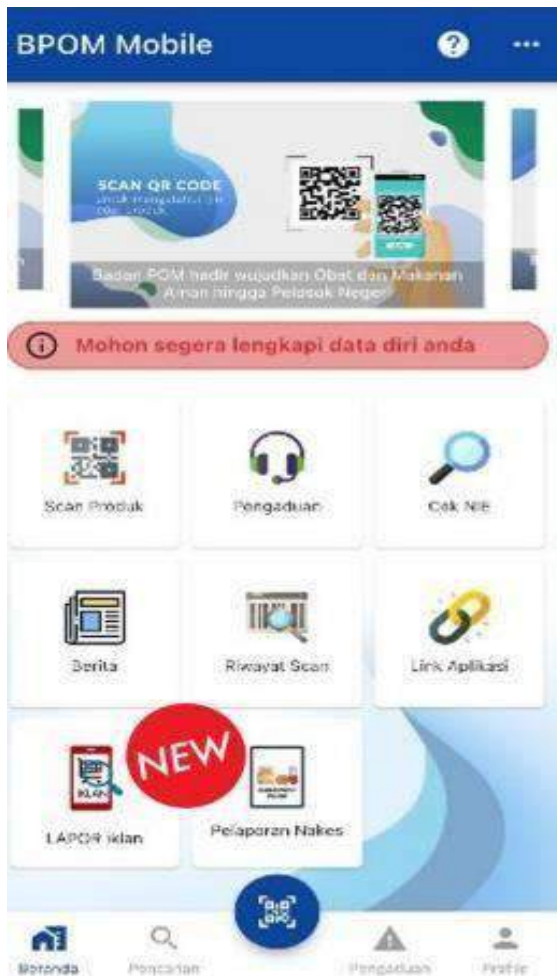 BPOM Mobile
SCAN QR CODE
Badan POM hadir wujudkan Obat dan Makanan
Aman hingga Pelosok Negeri
Mohon segera lengkapi data diri anda
Scan Produk
Pengaduan
Cek NIE
Berita
Riwayat Scan
Link Aplikasi
NEW
IKLAN
LAPOR iklan
Pelaporan Nakes
Beranda
Pencarian
Pengaduan
Profile